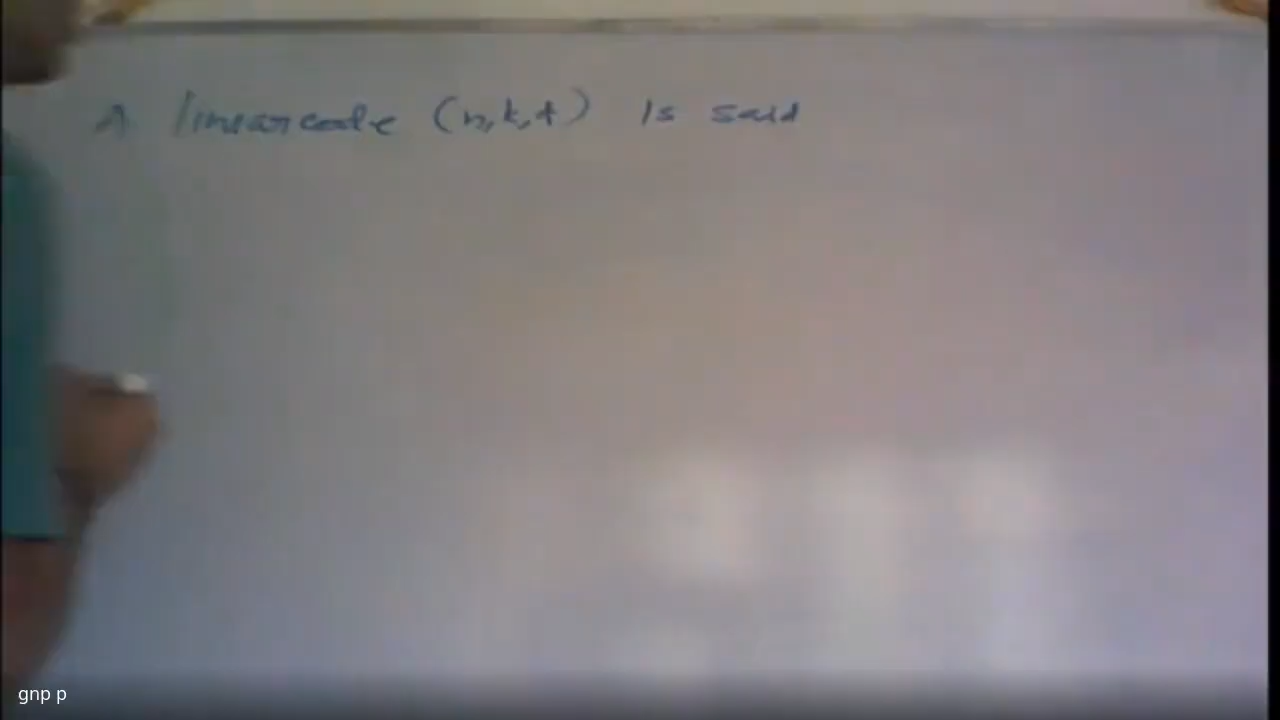 A linear code (n,k,t) is said
gnp p